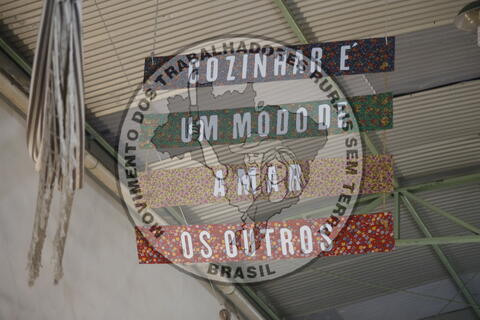 COZINHAR É
UM MODO DE
AMAR
OS OUTROS
MOVIMENTO DOS TRABALHADORES RURAIS SEM TERRA
BRASIL